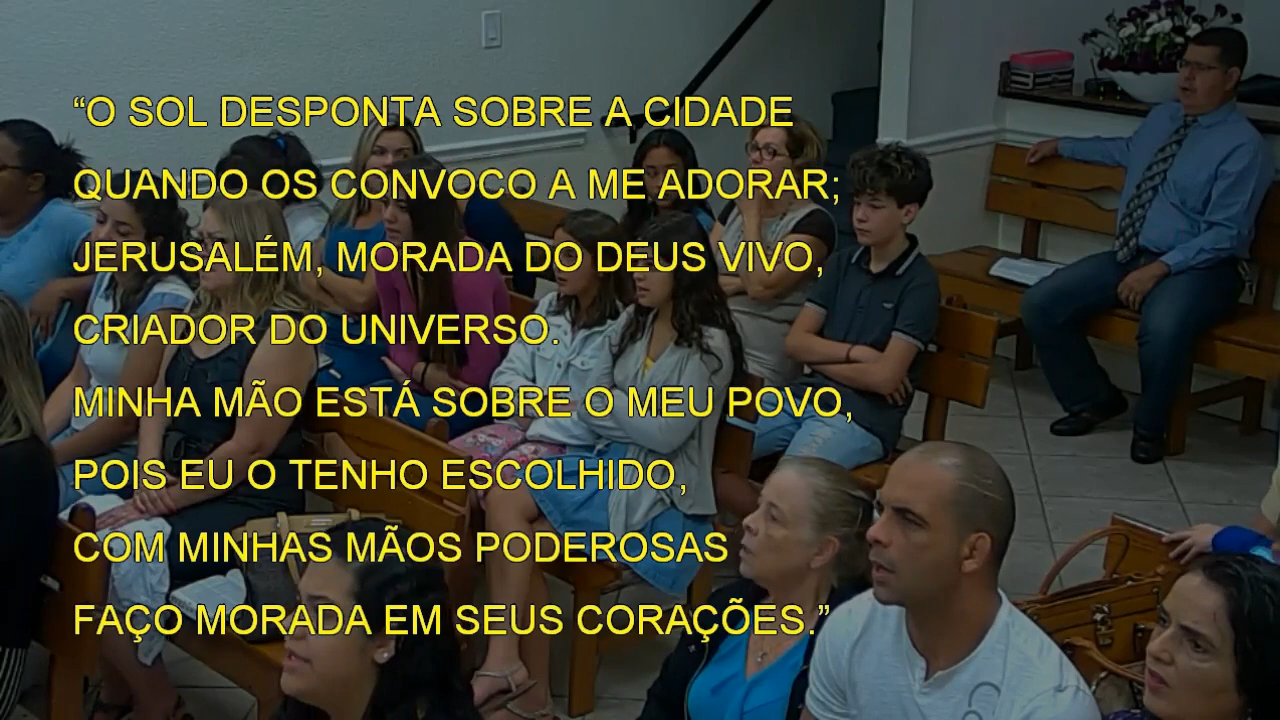 “O SOL DESPONTA SOBRE A CIDADE
QUANDO OS CONVOCO A ME ADORAR;
JERUSALÉM, MORADA DO DEUS VIVO,
CRIADOR DO UNIVERSO.
MINHA MÃO ESTÁ SOBRE O MEU POVO,
POIS EU O TENHO ESCOLHIDO,
COM MINHAS MÃOS PODEROSAS
FAÇO MORADA EM SEUS CORAÇÕES.”